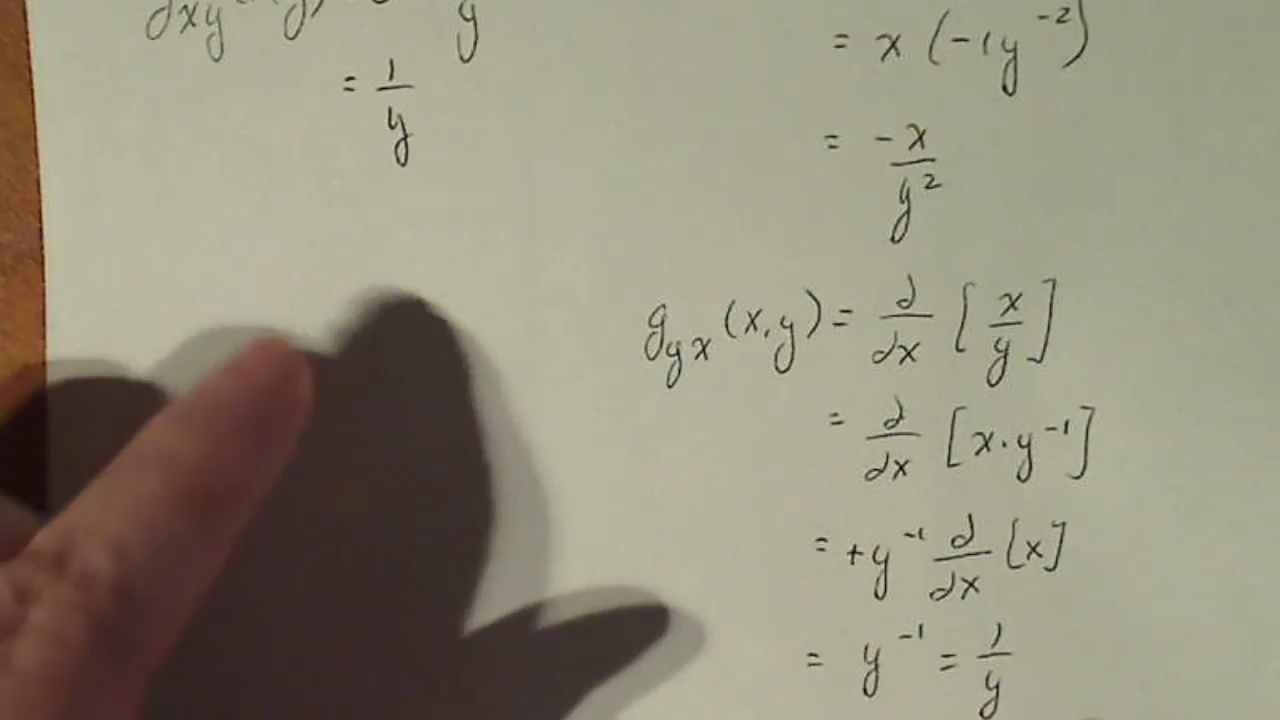 = 1/y
= x (-1y^-2)
= -x/y^2
g_yx (x,y) = ∂/∂x [x/y]
= ∂/∂x [x·y^-1]
= +y^-1 ∂/∂x [x]
= y^-1 = 1/y